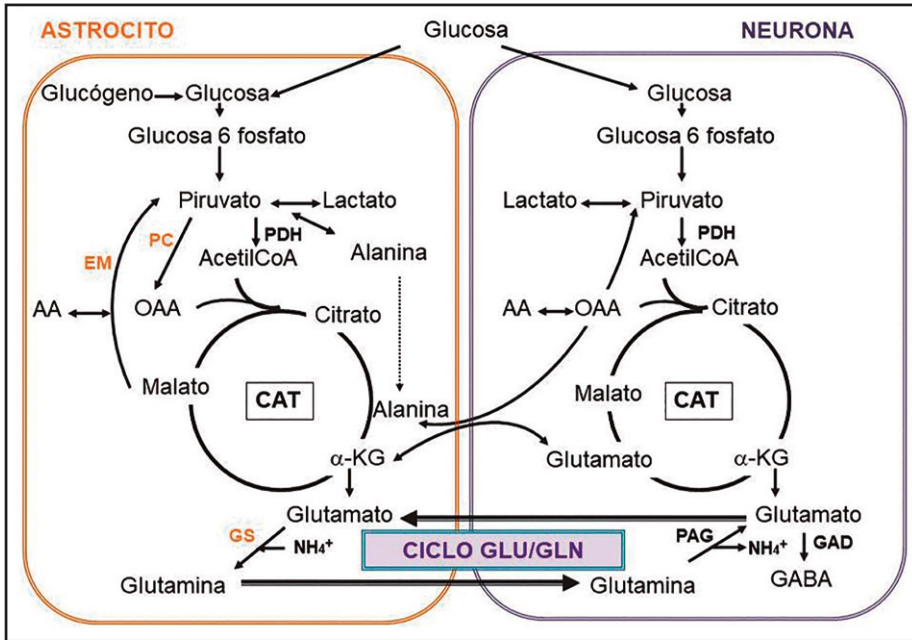 ASTROCITO
Glucosa
NEURONA
Glucógeno
Glucosa
Glucosa
Glucosa 6 fosfato
Glucosa 6 fosfato
Piruvato
Lactato
Lactato
Piruvato
PC
PDH
PDH
EM
AcetilCoA
Alanina
AcetilCoA
AA
OAA
Citrato
AA
OAA
Citrato
Malato
CAT
Alanina
Malato
CAT
α-KG
Glutamato
α-KG
Glutamato
Glutamato
GS
NH₄⁺
CICLO GLU/GLN
PAG
NH₄⁺
GAD
Glutamina
Glutamina
GABA